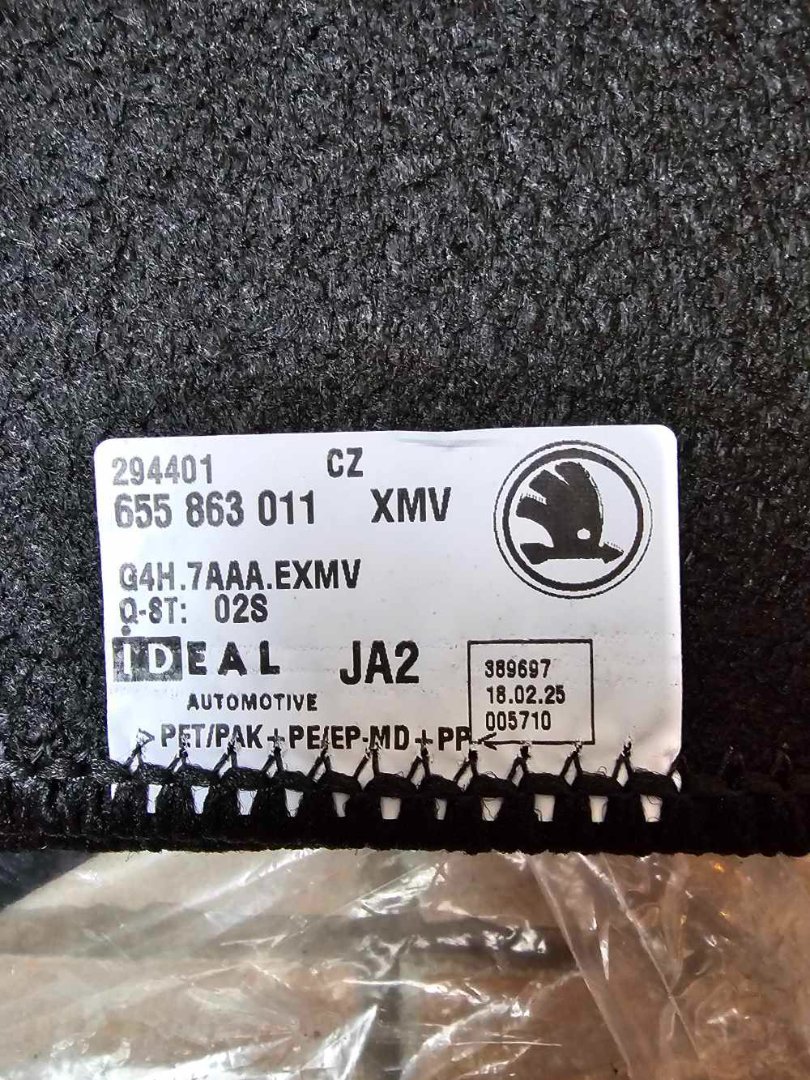 294401 CZ
655 863 011 XMV
G4H.7AAA.EXMV
Q-ST: 02S
IDEAL JA2
AUTOMOTIVE
389697
18.02.25
005710
>PET/PAK+PE/EP-MD+PP<